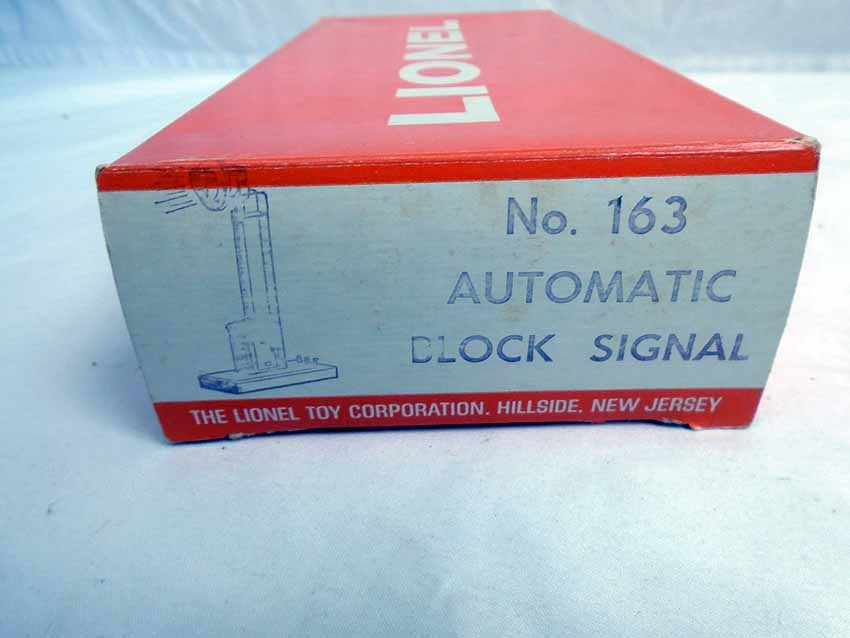 LIONEL
No. 163
AUTOMATIC
BLOCK SIGNAL
THE LIONEL TOY CORPORATION. HILLSIDE. NEW JERSEY